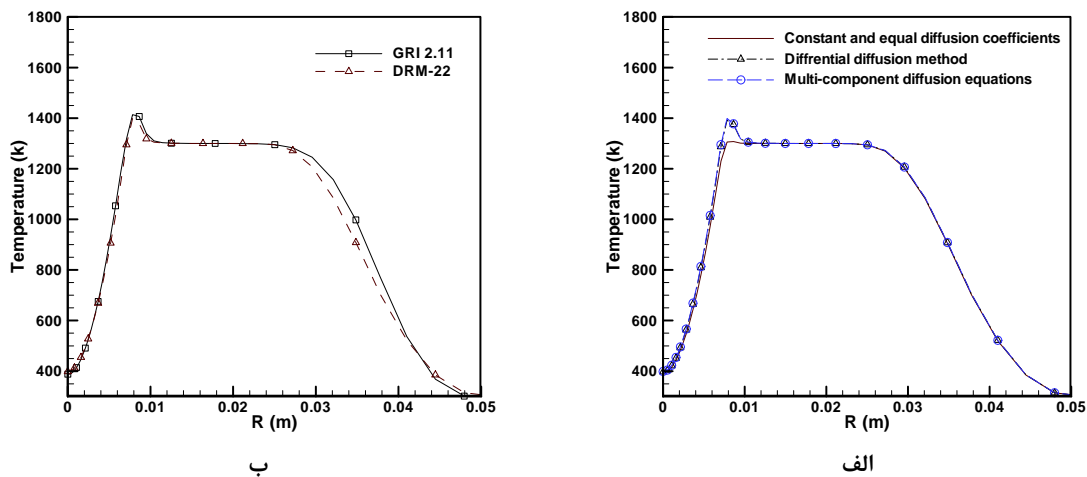 1800
1600
1400
1200
1000
800
600
400
Temperature (k)
0
0.01
0.02
0.03
0.04
0.05
R (m)
GRI 2.11
DRM-22
ب
1800
1600
1400
1200
1000
800
600
400
Temperature (k)
0
0.01
0.02
0.03
0.04
0.05
R (m)
Constant and equal diffusion coefficients
Diffrential diffusion method
Multi-component diffusion equations
الف